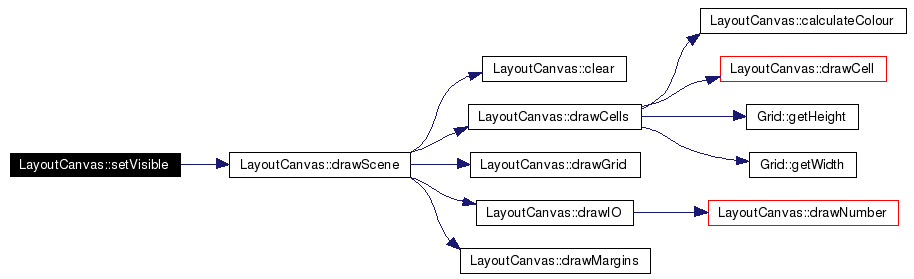 LayoutCanvas::setVisible
LayoutCanvas::drawScene
LayoutCanvas::clear
LayoutCanvas::drawCells
LayoutCanvas::drawGrid
LayoutCanvas::drawIO
LayoutCanvas::drawMargins
LayoutCanvas::calculateColour
LayoutCanvas::drawCell
Grid::getHeight
Grid::getWidth
LayoutCanvas::drawNumber